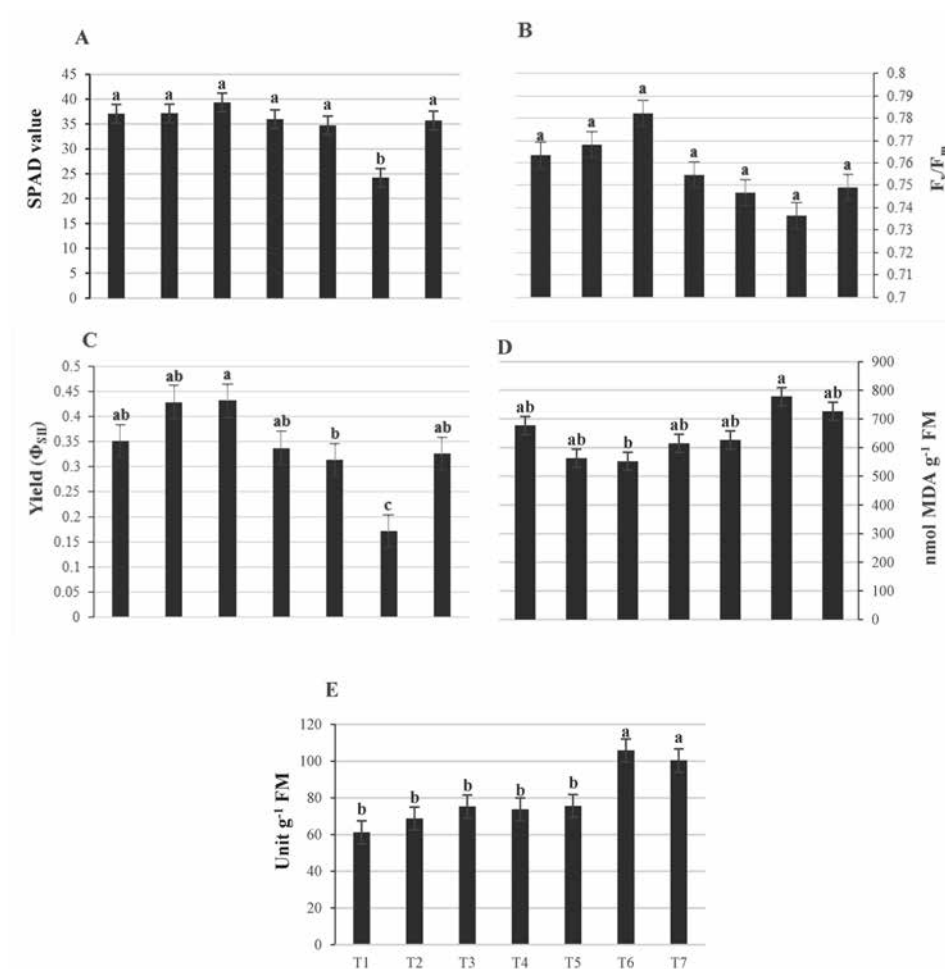 A
SPAD value
45
40
35
30
25
20
15
10
5
0
a
a
a
a
a
b
a
B
0.8
0.79
0.78
0.77
0.76
0.75
0.74
0.73
0.72
0.71
0.7
a
a
a
a
a
a
a
Fv/Fm
C
Yield (ΦSII)
0.5
0.45
0.4
0.35
0.3
0.25
0.2
0.15
0.1
0.05
0
ab
ab
a
ab
b
c
ab
D
900
800
700
600
500
400
300
200
100
0
ab
ab
b
ab
ab
a
ab
nmol MDA g-1 FM
E
Unit g-1 FM
120
100
80
60
40
20
0
b
b
b
b
b
a
a
T1 T2 T3 T4 T5 T6 T7